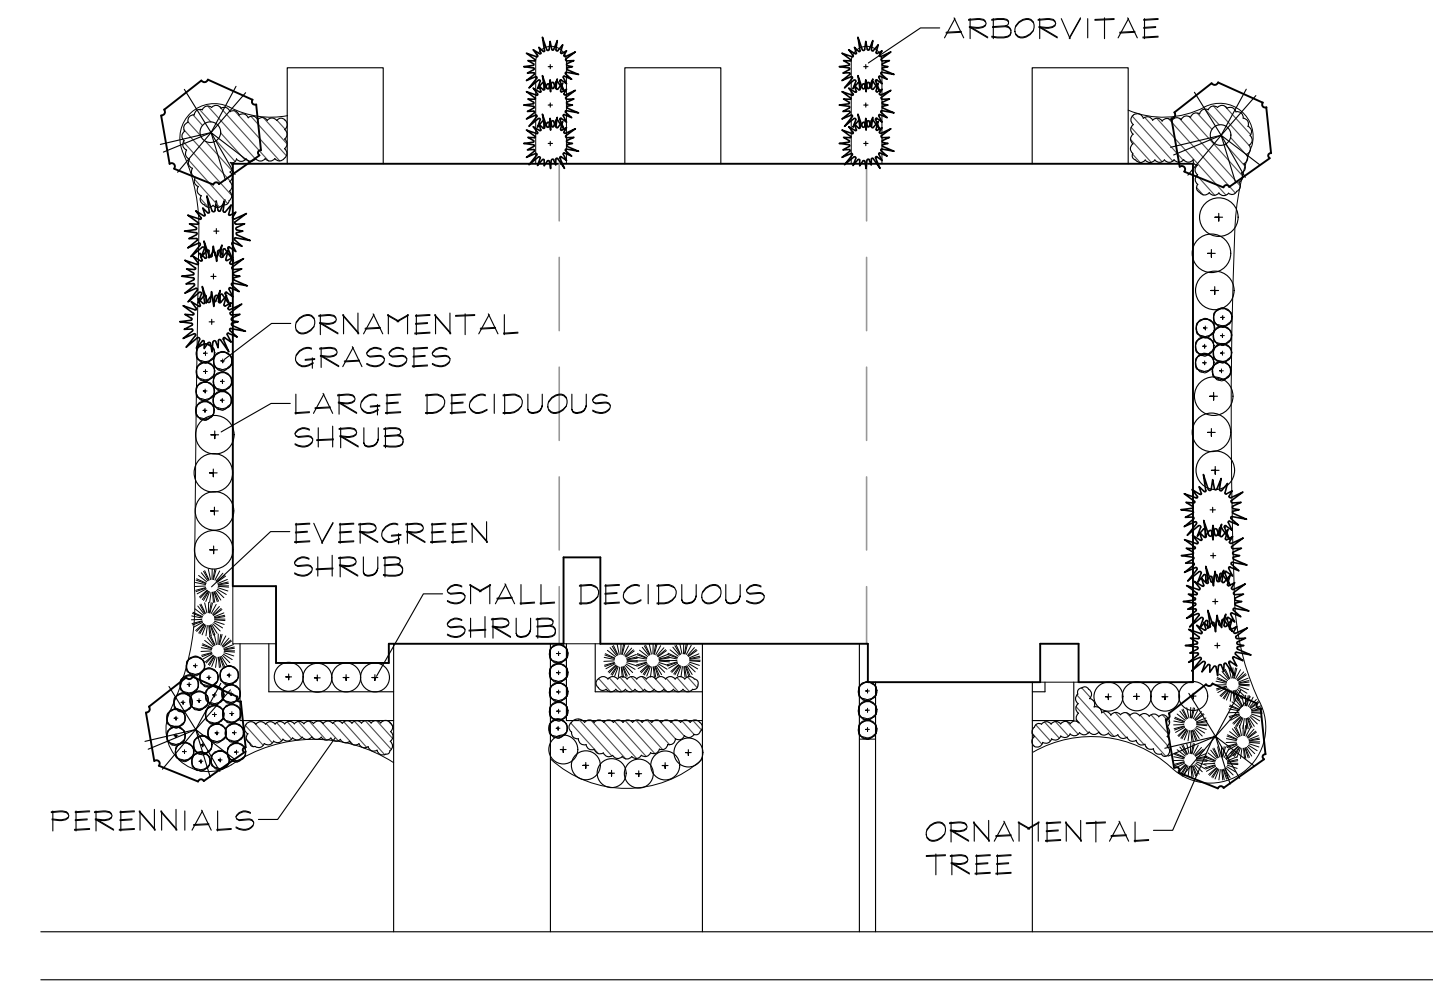 ARBORVITAE
ORNAMENTAL
GRASSES
LARGE DECIDUOUS
SHRUB
EVERGREEN
SHRUB
SMALL DECIDUOUS
SHRUB
PERENNIALS
ORNAMENTAL
TREE